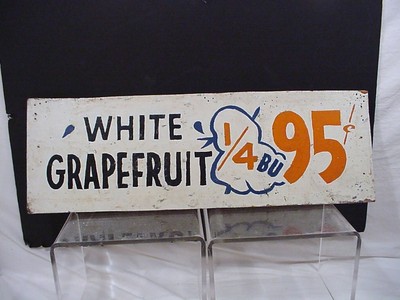 WHITE
GRAPEFRUIT 1/4 BU 95¢